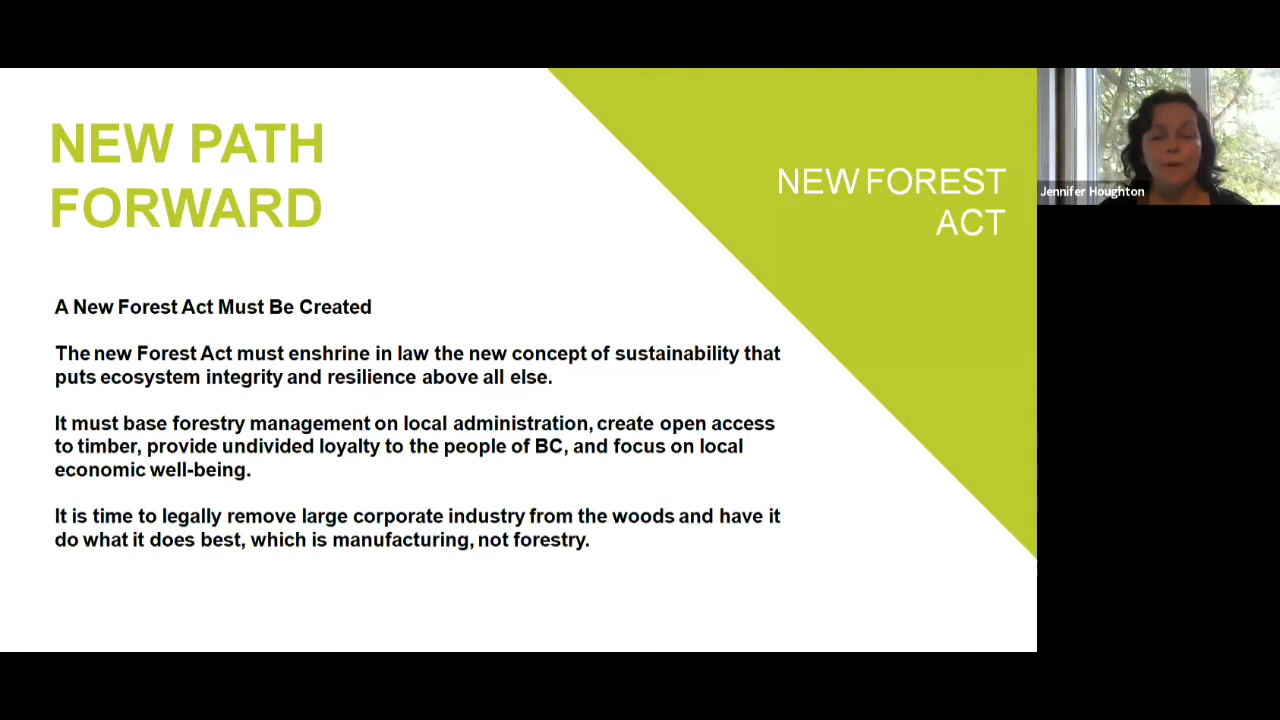 NEW PATH
FORWARD
NEW FOREST
ACT
A New Forest Act Must Be Created
The new Forest Act must enshrine in law the new concept of sustainability that
puts ecosystem integrity and resilience above all else.
It must base forestry management on local administration, create open access
to timber, provide undivided loyalty to the people of BC, and focus on local
economic well-being.
It is time to legally remove large corporate industry from the woods and have it
do what it does best, which is manufacturing, not forestry.
Jennifer Houghton